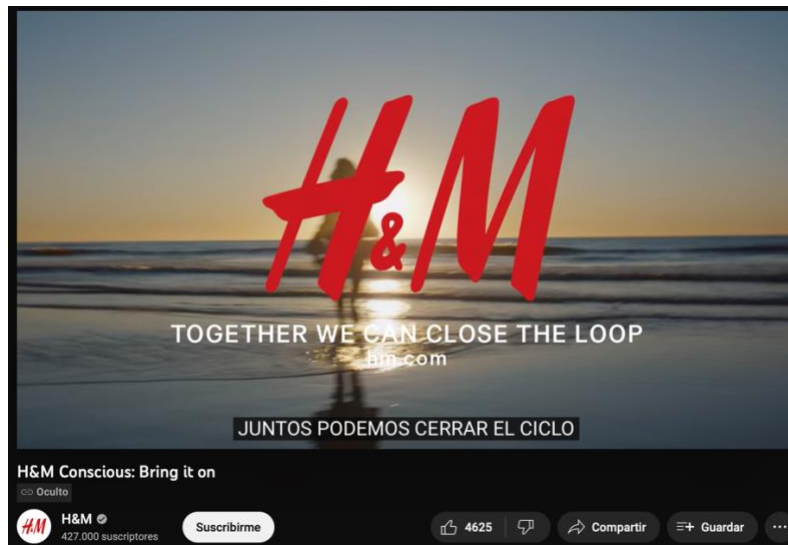 H&M
TOGETHER WE CAN CLOSE THE LOOP
hm.com
JUNTOS PODEMOS CERRAR EL CICLO
H&M Conscious: Bring it on
Oculto
H&M
H&M
427.000 suscriptores
Suscribirme
4625
Compartir
Guardar